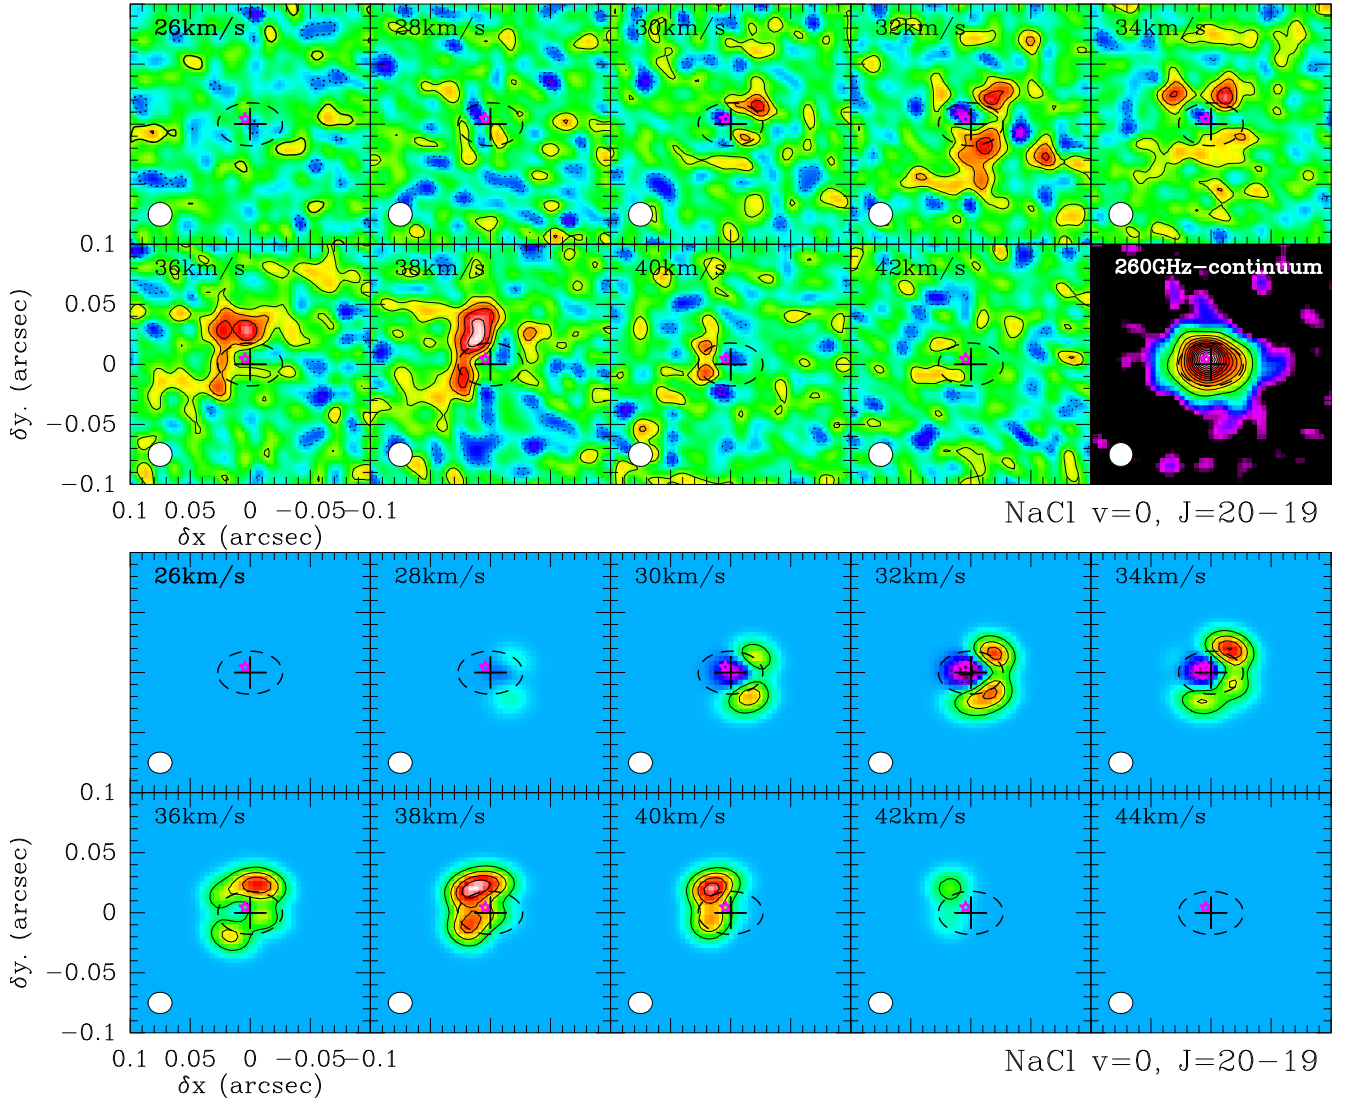 26km/s 28km/s 30km/s 32km/s 34km/s
0.1
36km/s 38km/s 40km/s 42km/s 260GHz-continuum
0.05
0
−0.05
−0.1
δy. (arcsec)
0.1 0.05 0 −0.05 −0.1
δx (arcsec)
NaCl v=0, J=20−19
26km/s 28km/s 30km/s 32km/s 34km/s
0.1
36km/s 38km/s 40km/s 42km/s 44km/s
0.05
0
−0.05
−0.1
δy. (arcsec)
0.1 0.05 0 −0.05 −0.1
δx (arcsec)
NaCl v=0, J=20−19